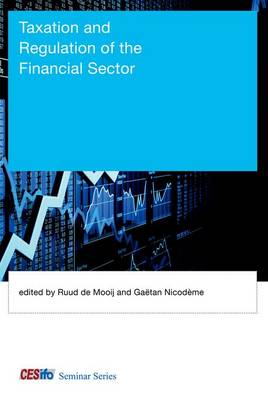 Taxation and
Regulation of the
Financial Sector
edited by Ruud de Mooij and Gaëtan Nicodème
CESifo Seminar Series